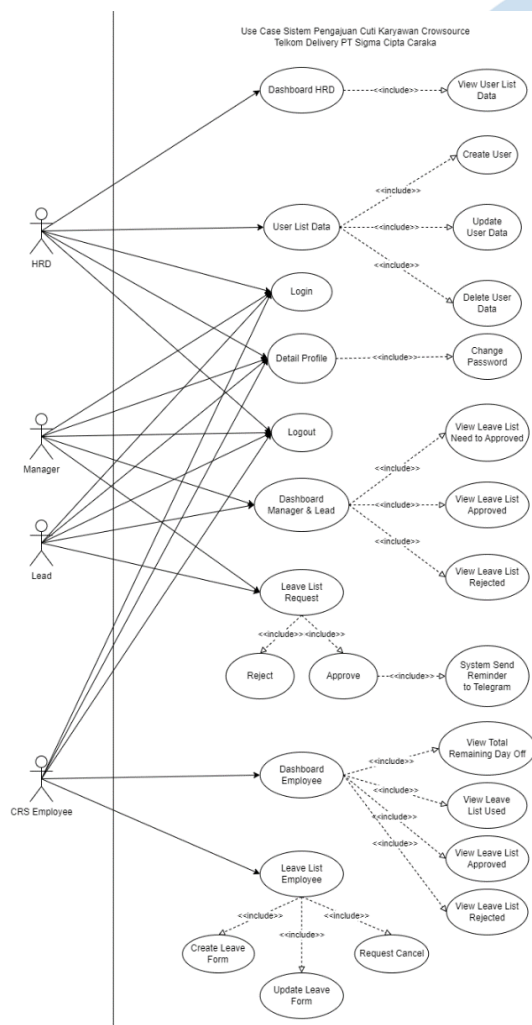 Use Case Sistem Pengajuan Cuti Karyawan Crowsource
Telkom Delivery PT Sigma Cipta Caraka
Dashboard HRD
<<include>>
View User List
Data
Create User
<<include>>
HRD
User List Data
<<include>>
Update
User Data
<<include>>
Login
Delete User
Data
Detail Profile
<<include>>
Change
Password
Manager
Logout
View Leave List
Need to Approved
<<include>>
Dashboard
Manager & Lead
<<include>>
View Leave List
Approved
<<include>>
Lead
View Leave List
Rejected
Leave List
Request
<<include>>
<<include>>
Reject
Approve
<<include>>
System Send
Reminder
to Telegram
CRS Employee
Dashboard
Employee
<<include>>
View Total
Remaining Day Off
<<include>>
View Leave
List Used
<<include>>
View Leave List
Approved
<<include>>
View Leave List
Rejected
Leave List
Employee
<<include>>
<<include>>
<<include>>
Create Leave
Form
Request Cancel
Update Leave
Form